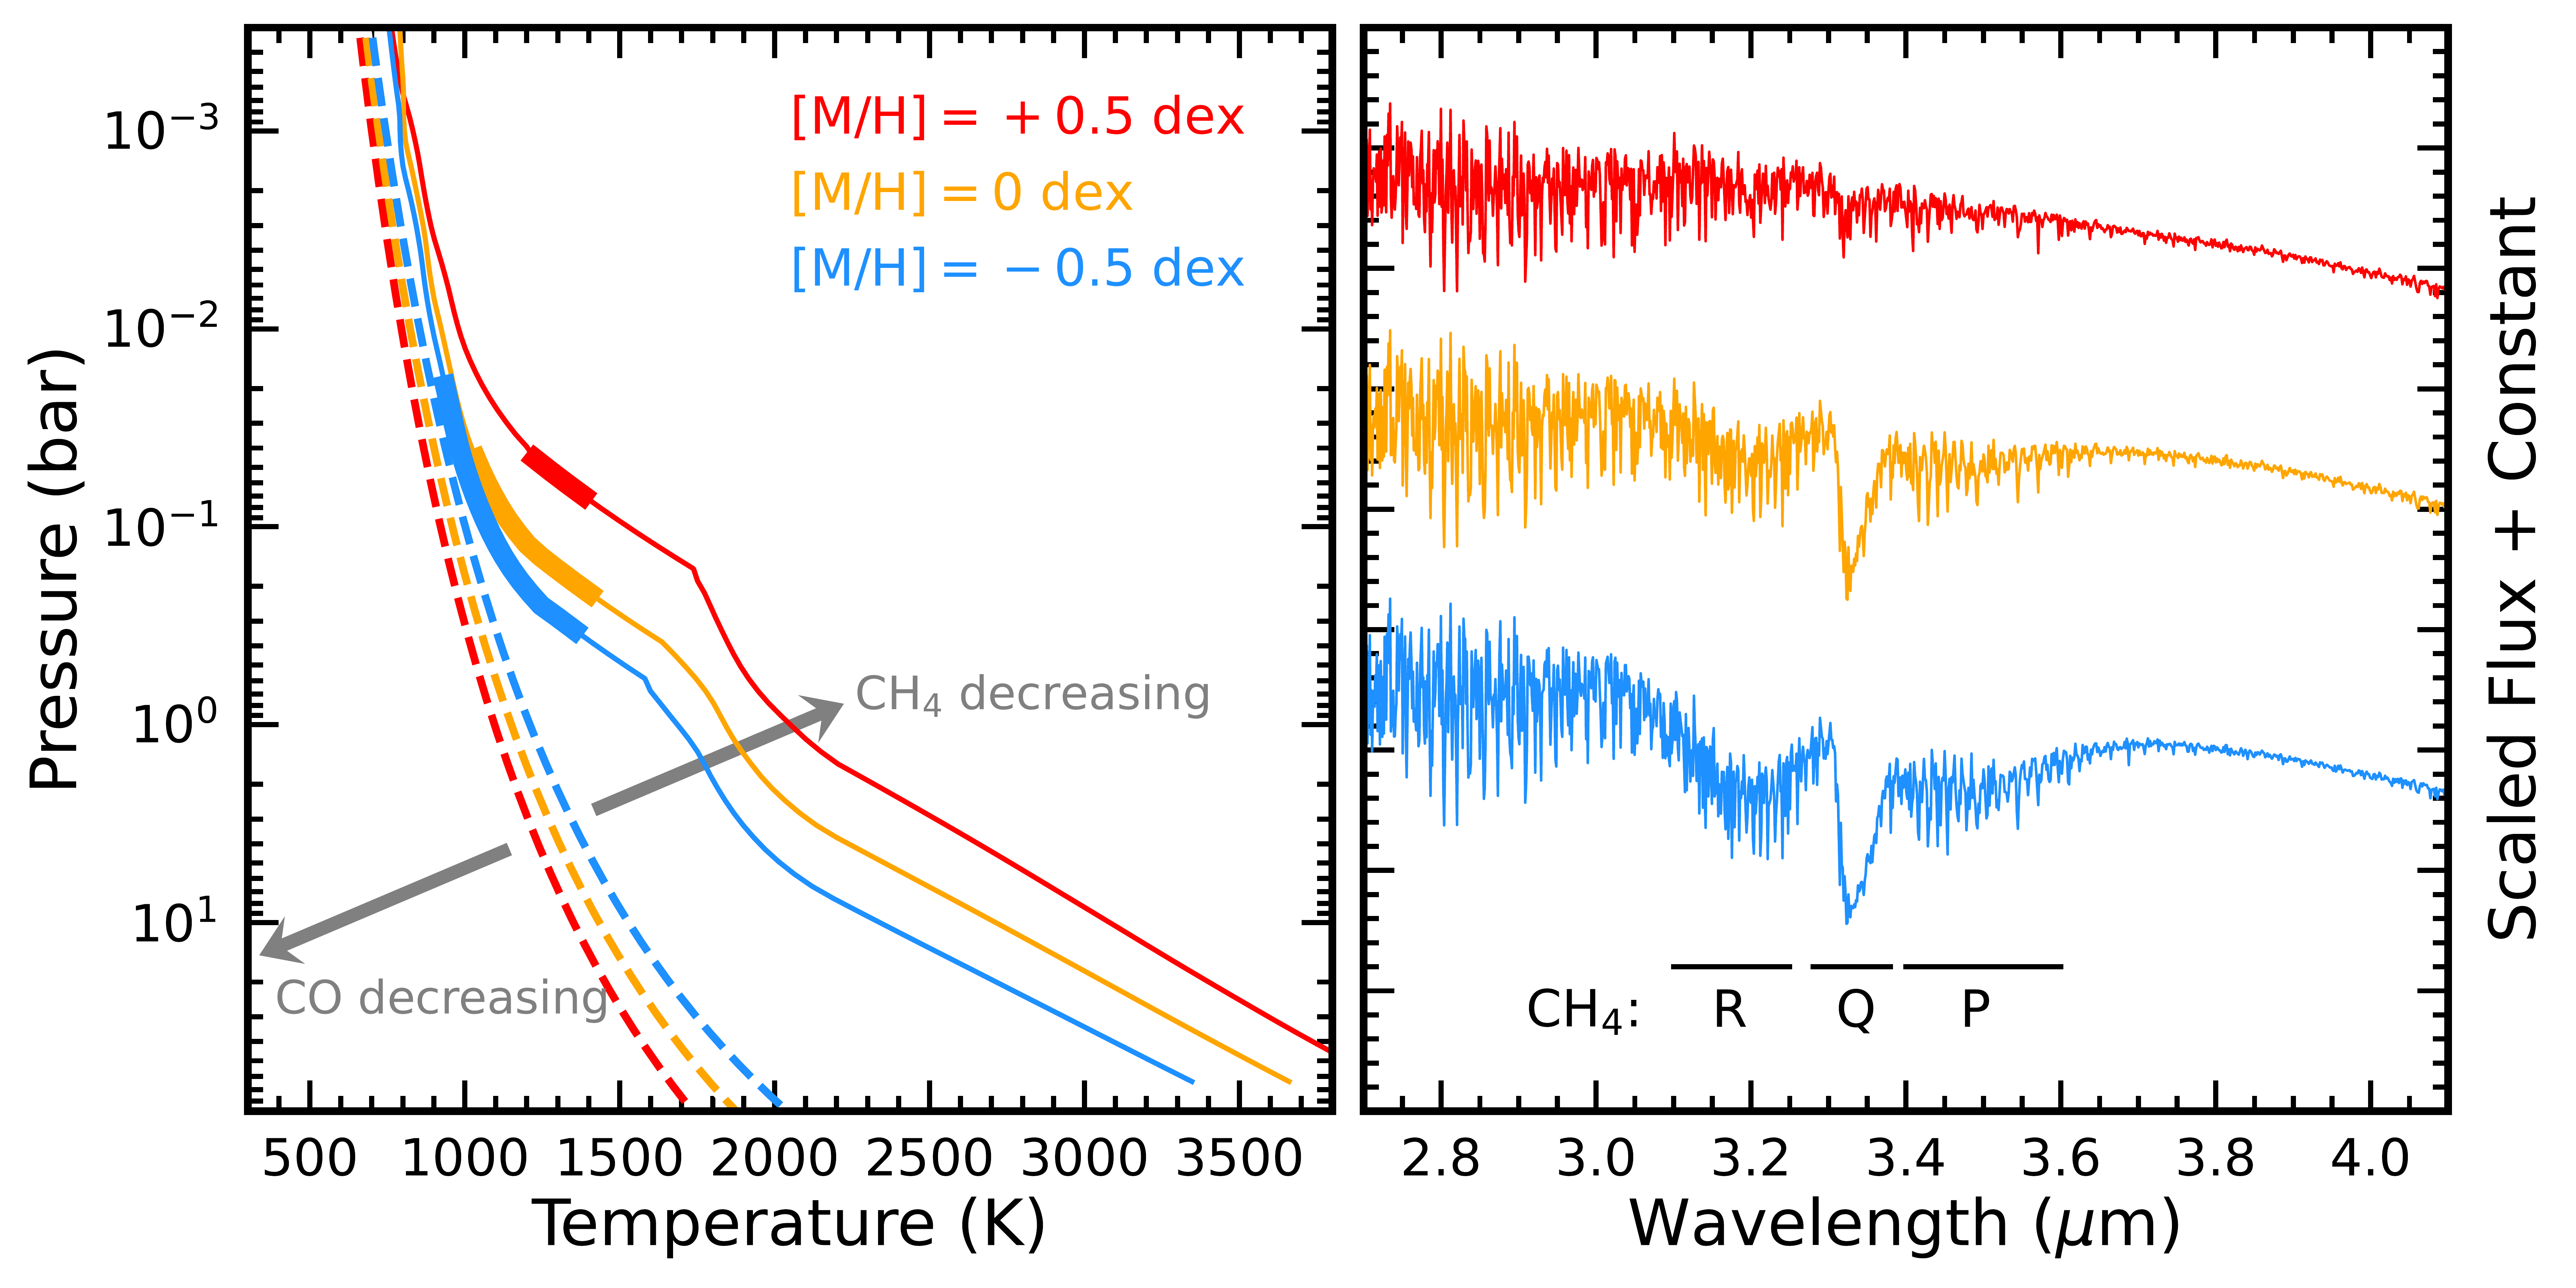 [M/H] = + 0.5 dex
[M/H] = 0 dex
[M/H] = − 0.5 dex
10⁻³
10⁻²
10⁻¹
10⁰
10¹
Pressure (bar)
CH₄ decreasing
CO decreasing
500 1000 1500 2000 2500 3000 3500
Temperature (K)
CH₄: R Q P
2.8 3.0 3.2 3.4 3.6 3.8 4.0
Wavelength (μm)
Scaled Flux + Constant